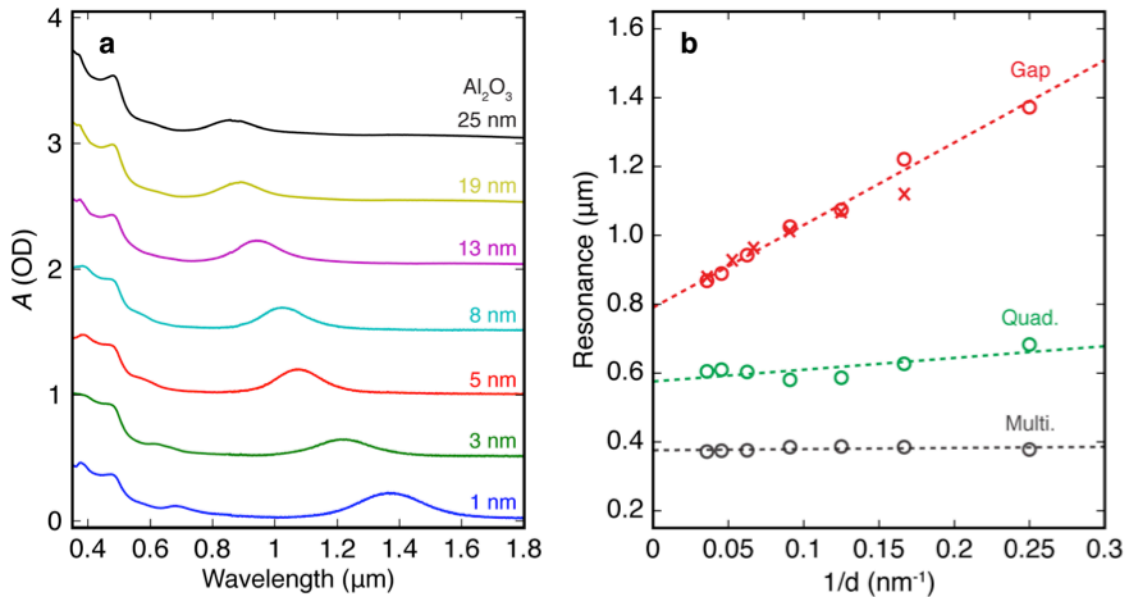 a
4
3
2
1
0
A (OD)
Al₂O₃
25 nm
19 nm
13 nm
8 nm
5 nm
3 nm
1 nm
0.4 0.6 0.8 1 1.2 1.4 1.6 1.8
Wavelength (μm)
b
1.6
1.4
1.2
1.0
0.8
0.6
0.4
0.2
Resonance (μm)
Gap
Quad.
Multi.
0 0.05 0.1 0.15 0.2 0.25 0.3
1/d (nm⁻¹)